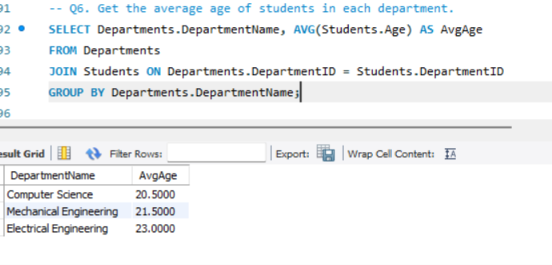 91 -- Q6. Get the average age of students in each department.
92 SELECT Departments.DepartmentName, AVG(Students.Age) AS AvgAge
93 FROM Departments
94 JOIN Students ON Departments.DepartmentID = Students.DepartmentID
95 GROUP BY Departments.DepartmentName;
96
Result Grid Filter Rows: Export: Wrap Cell Content: IA
DepartmentName AvgAge
Computer Science 20.5000
Mechanical Engineering 21.5000
Electrical Engineering 23.0000